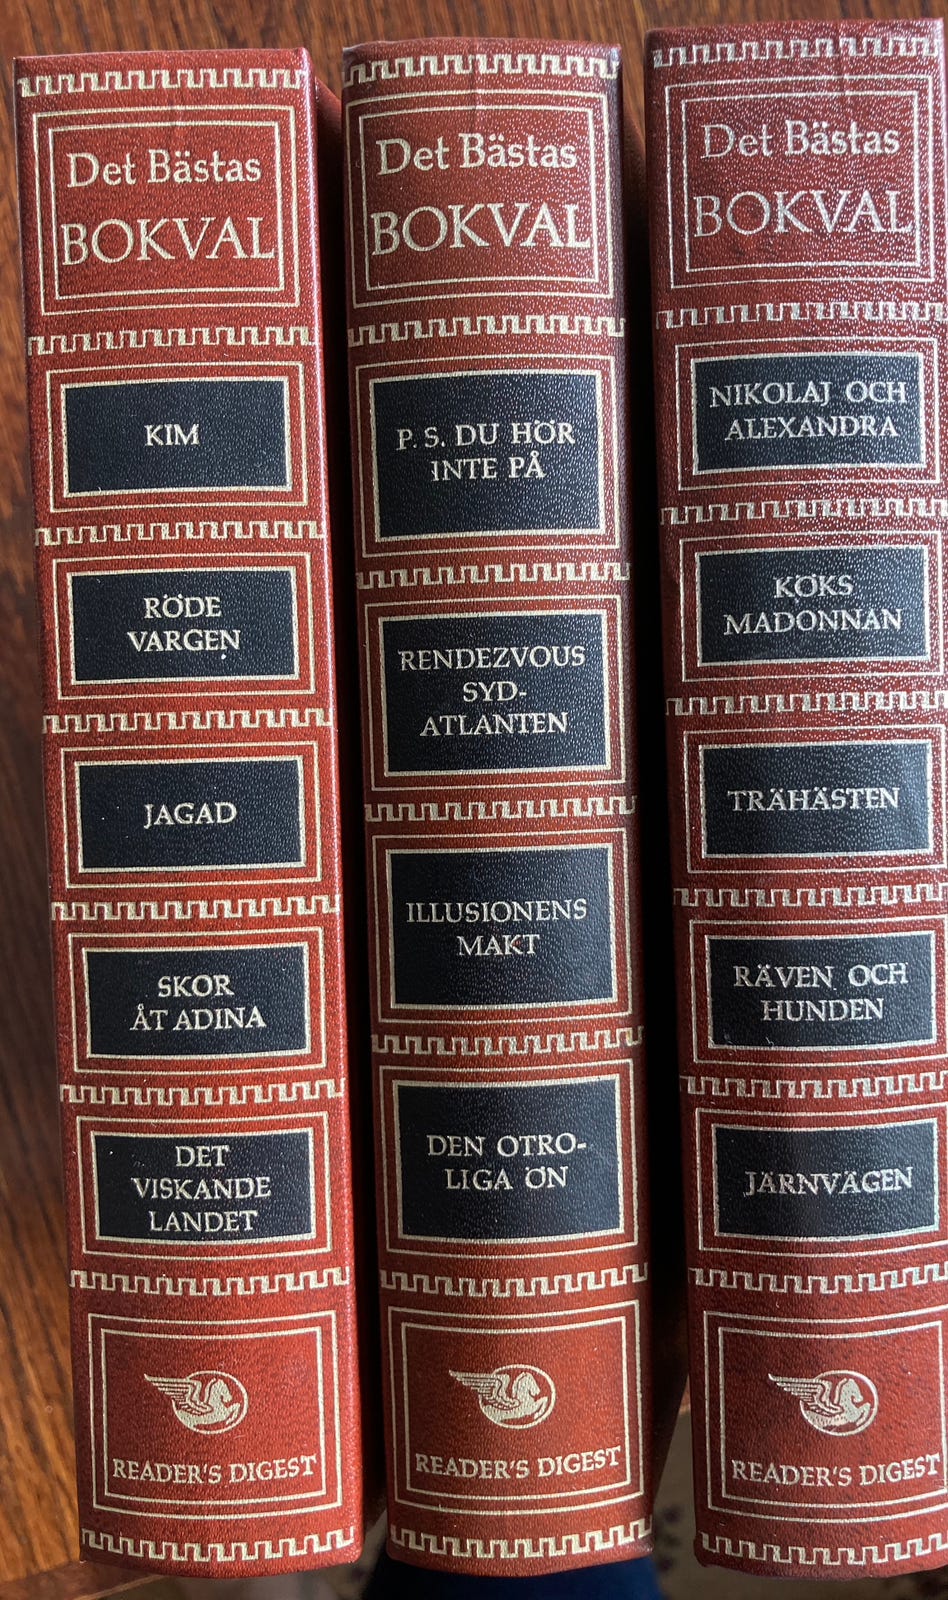 Det Bästas
BOKVAL
KIM
RÖDE
VARGEN
JAGAD
SKOR
ÅT ADINA
DET
VISKANDE
LANDET
READER'S DIGEST
Det Bästas
BOKVAL
P. S. DU HÖR
INTE PÅ
RENDEZVOUS
SYD-
ATLANTEN
ILLUSIONENS
MAKT
DEN OTRO-
LIGA ÖN
READER'S DIGEST
Det Bästas
BOKVAL
NIKOLAJ OCH
ALEXANDRA
KÖKS
MADONNAN
TRÄHÄSTEN
RÄVEN OCH
HUNDEN
JÄRNVÄGEN
READER'S DIGEST